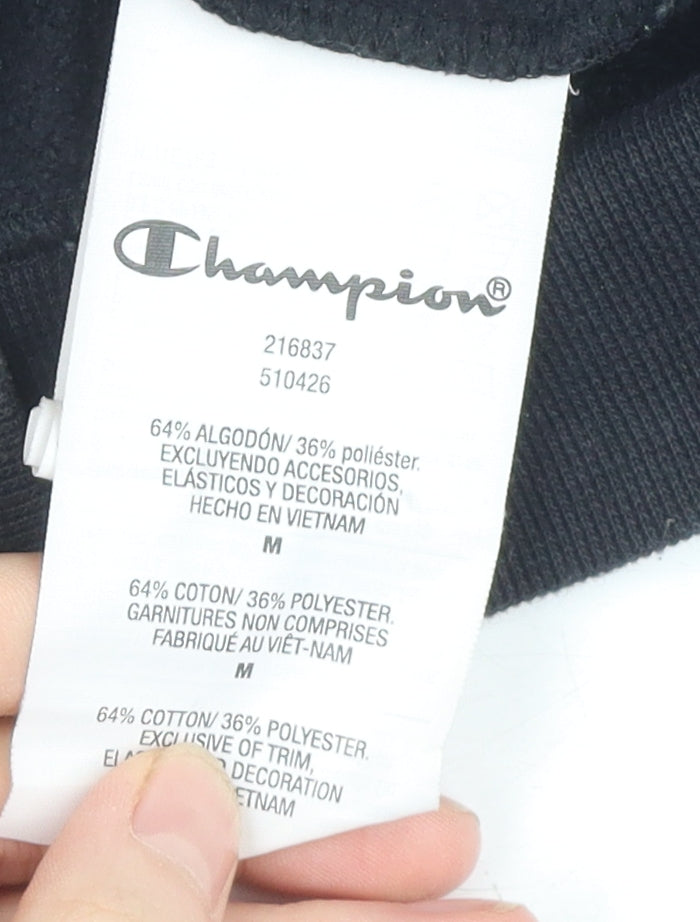 Champion®
216837
510426
64% ALGODÓN/ 36% poliéster.
EXCLUYENDO ACCESORIOS,
ELÁSTICOS Y DECORACIÓN
HECHO EN VIETNAM
M
64% COTON/ 36% POLYESTER.
GARNITURES NON COMPRISES
FABRIQUÉ AU VIÊT-NAM
M
64% COTTON/ 36% POLYESTER.
EXCLUSIVE OF TRIM,
DECORATION